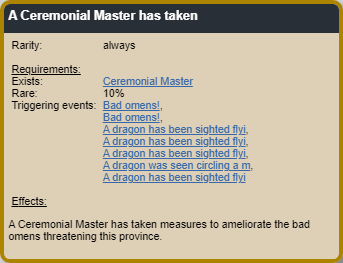 A Ceremonial Master has taken
Rarity: always
Requirements:
Exists: Ceremonial Master
Rare: 10%
Triggering events: Bad omens!,
Bad omens!,
A dragon has been sighted flyi,
A dragon has been sighted flyi,
A dragon has been sighted flyi,
A dragon was seen circling a m,
A dragon has been sighted flyi
Effects:
A Ceremonial Master has taken measures to ameliorate the bad
omens threatening this province.